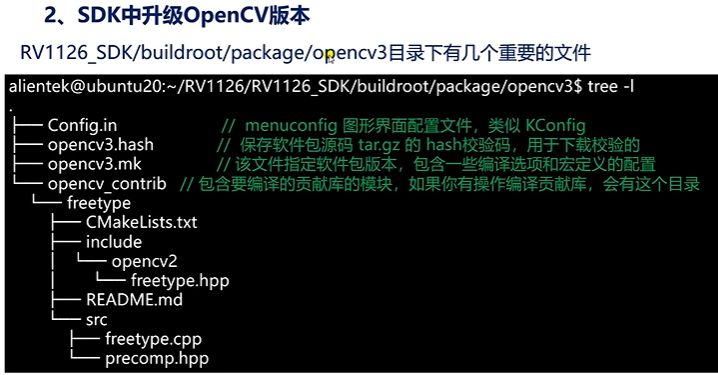 2、SDK中升级OpenCV版本
RV1126_SDK/buildroot/package/opencv3目录下有几个重要的文件
alientek@ubuntu20:~/RV1126/RV1126_SDK/buildroot/package/opencv3$ tree -l
.
├── Config.in // menuconfig 图形界面配置文件，类似 KConfig
├── opencv3.hash // 保存软件包源码 tar.gz 的 hash校验码，用于下载校验的
├── opencv3.mk // 该文件指定软件包版本，包含一些编译选项和宏定义的配置
└── opencv_contrib // 包含要编译的贡献库的模块，如果你有操作编译贡献库，会有这个目录
└── freetype
├── CMakeLists.txt
├── include
│ └── opencv2
│ └── freetype.hpp
├── README.md
└── src
├── freetype.cpp
└── precomp.hpp